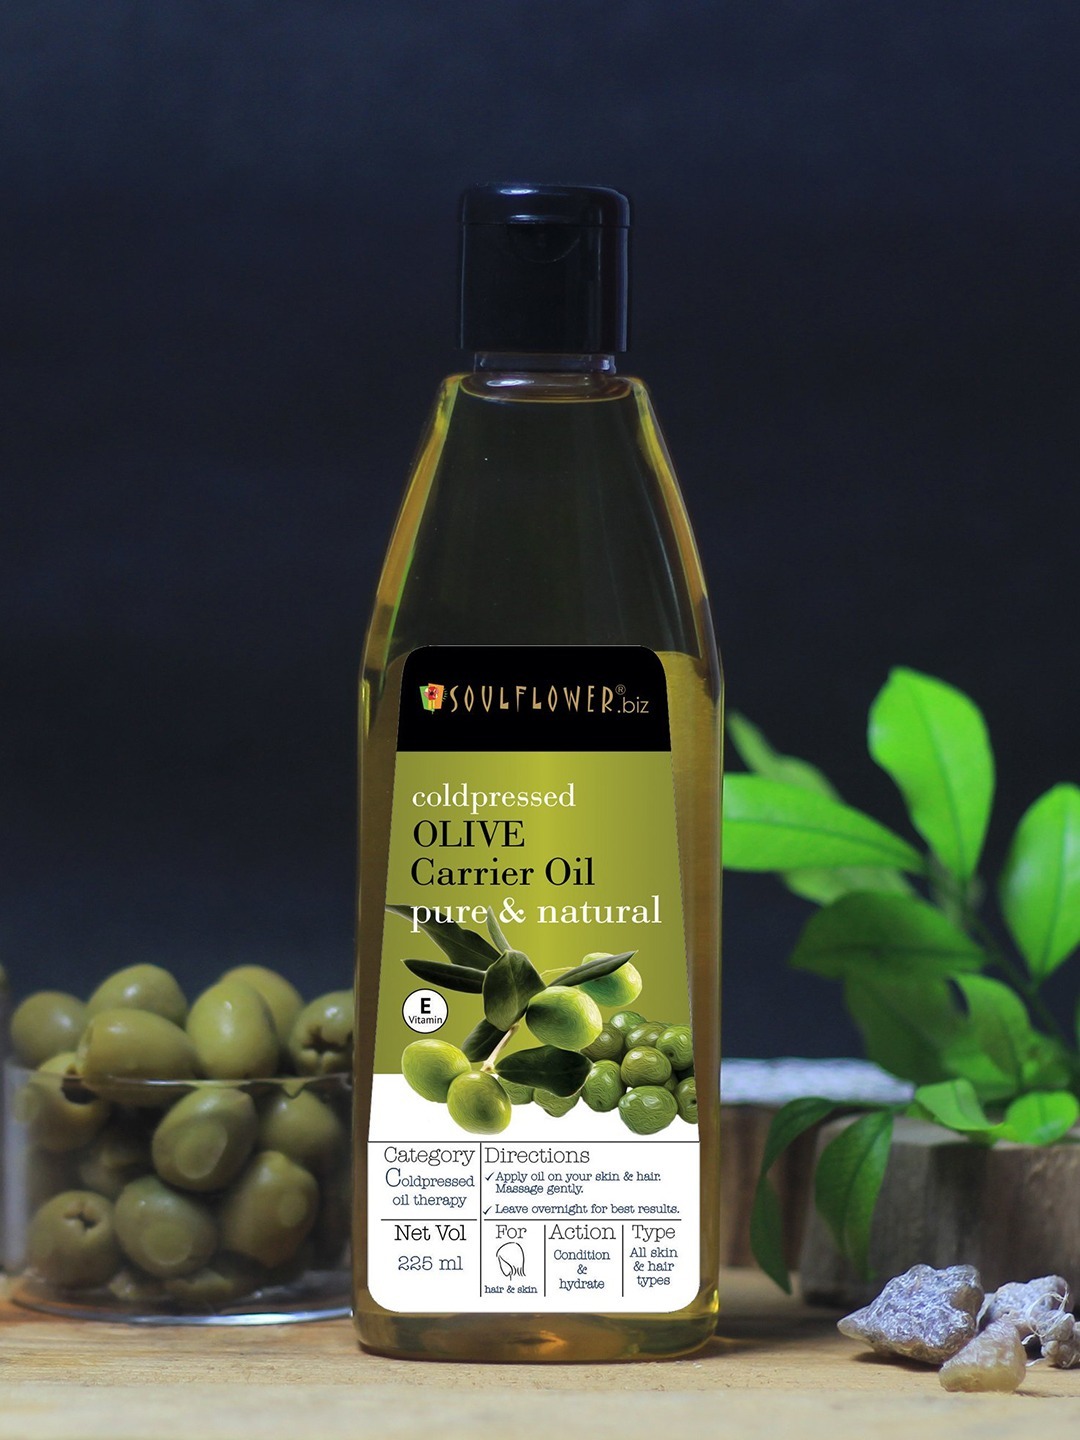 SOULFLOWER®.biz
coldpressed
OLIVE
Carrier Oil
pure & natural
E
Vitamin
Category
Coldpressed
oil therapy
Directions
✓ Apply oil on your skin & hair.
Massage gently.
✓ Leave overnight for best results.
Net Vol
225 ml
For
hair & skin
Action
Condition
&
hydrate
Type
All skin
& hair
types